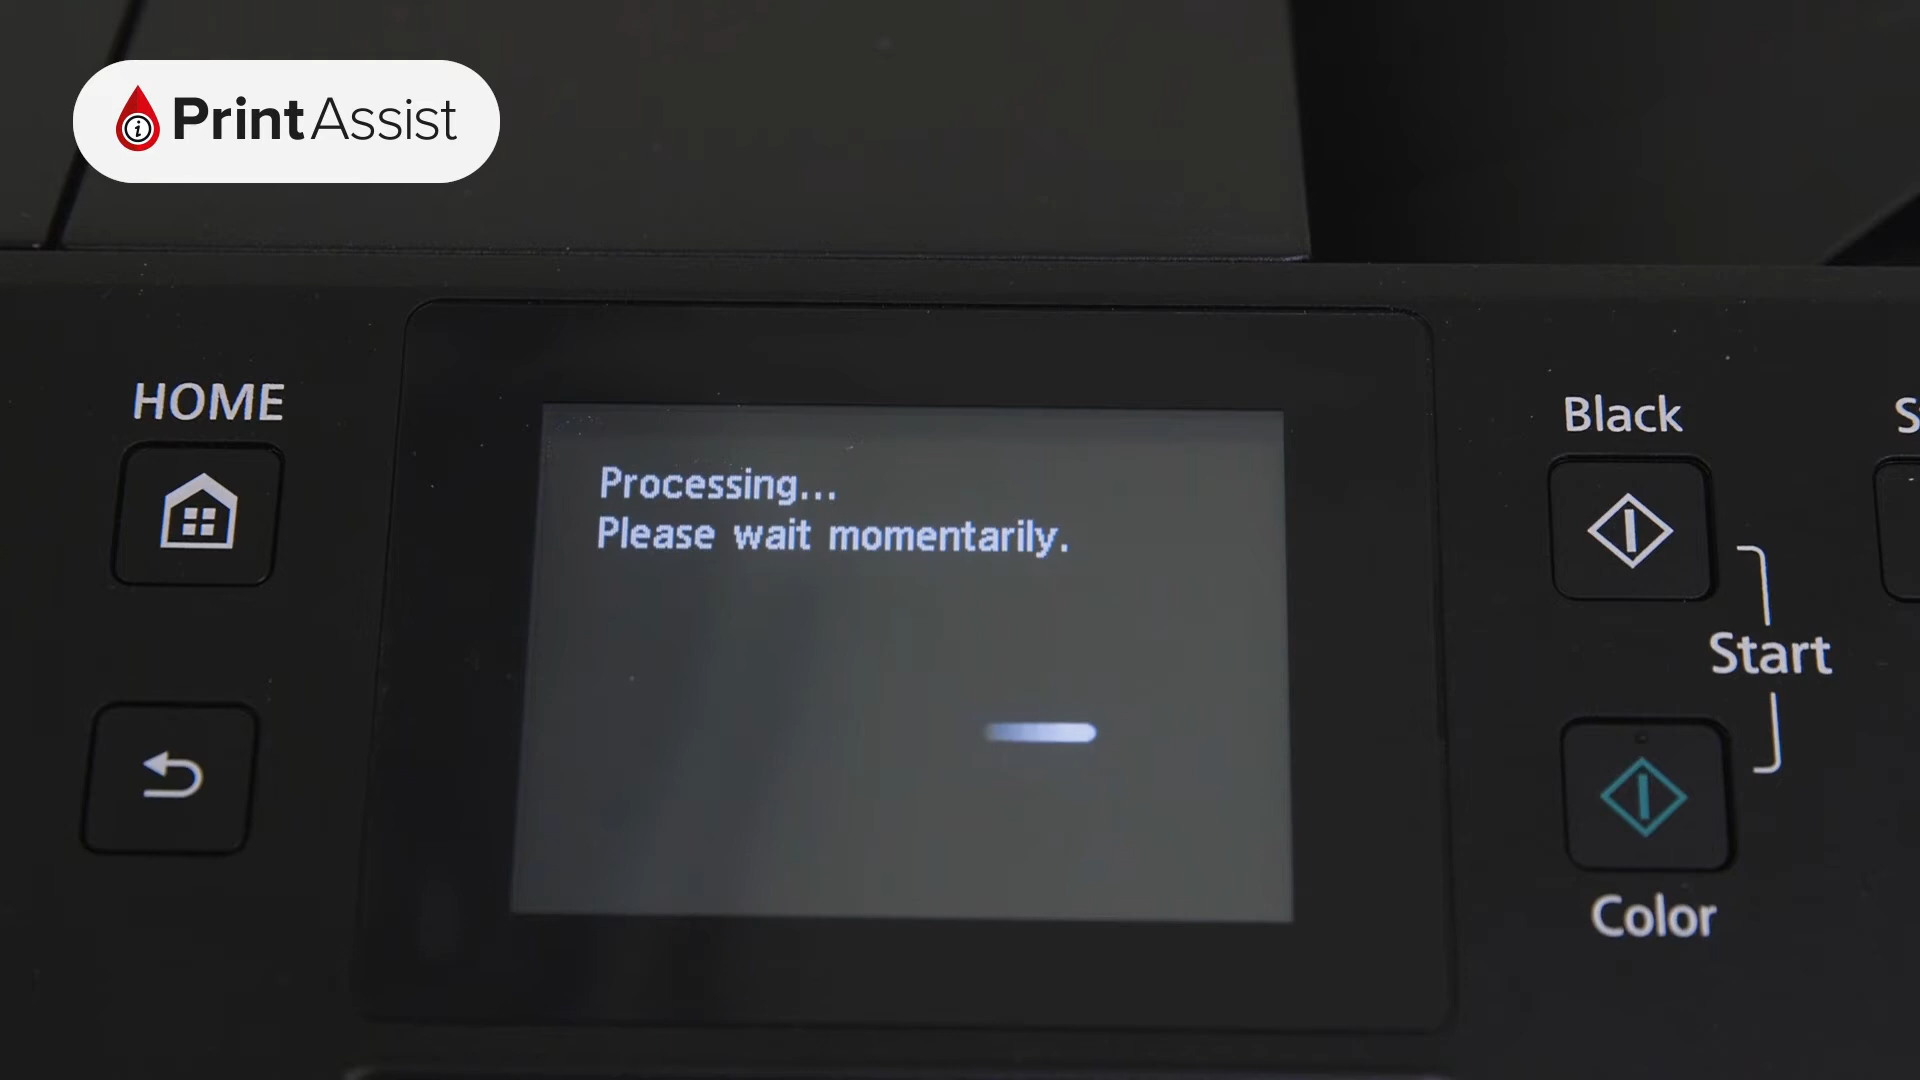 PrintAssist
HOME
Processing...
Please wait momentarily.
Black
Start
Color